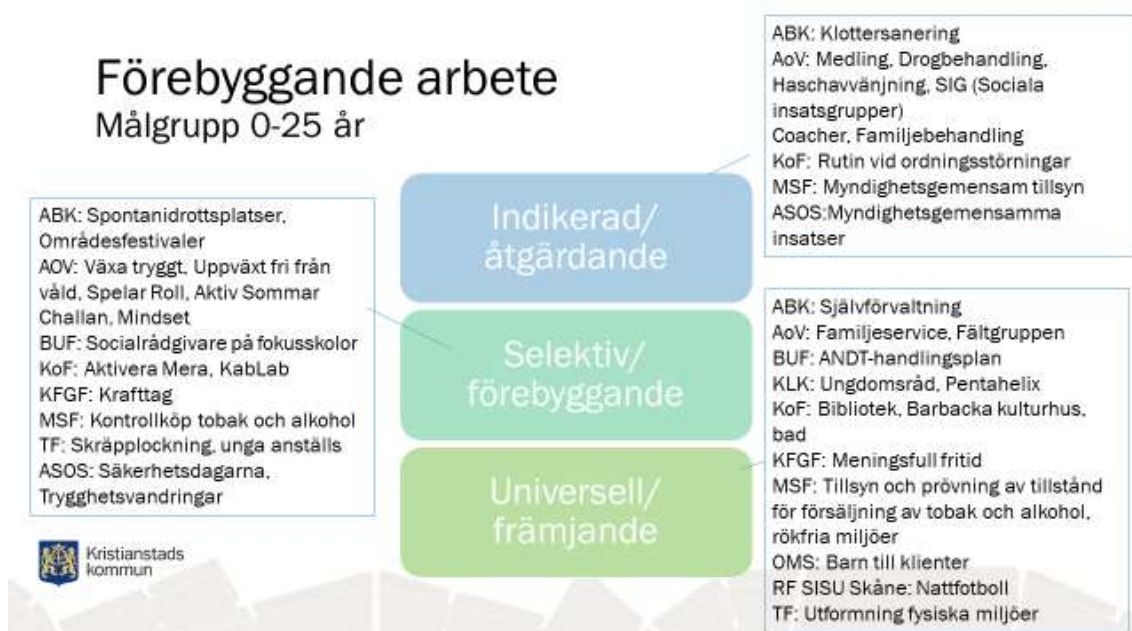 Förebyggande arbete
Målgrupp 0-25 år
ABK: Klottersanering
AoV: Medling, Drogbehandling,
Haschavvänjning, SIG (Sociala
insatsgrupper)
Coacher, Familjebehandling
KoF: Rutin vid ordningsstörningar
MSF: Myndighetsgemensam tillsyn
ASOS:Myndighetsgemensamma
insatser
Indikerad/
åtgärdande
ABK: Spontanidrottsplatser,
Områdesfestivaler
AOV: Växa tryggt, Uppväxt fri från
våld, Spelar Roll, Aktiv Sommar
Challan, Mindset
BUF: Socialrådgivare på fokusskolor
KoF: Aktivera Mera, KabLab
KFGF: Krafttag
MSF: Kontrollköp tobak och alkohol
TF: Skräpplockning, unga anställs
ASOS: Säkerhetsdagarna,
Trygghetsvandringar
Selektiv/
förebyggande
Universell/
främjande
ABK: Självförvaltning
AoV: Familjeservice, Fältgruppen
BUF: ANDT-handlingsplan
KLK: Ungdomsråd, Pentahelix
KoF: Bibliotek, Barbacka kulturhus,
bad
KFGF: Meningsfull fritid
MSF: Tillsyn och prövning av tillstånd
för försäljning av tobak och alkohol,
rökfria miljöer
OMS: Barn till klienter
RF SISU Skåne: Nattfotboll
TF: Utformning fysiska miljöer
Kristianstads
kommun